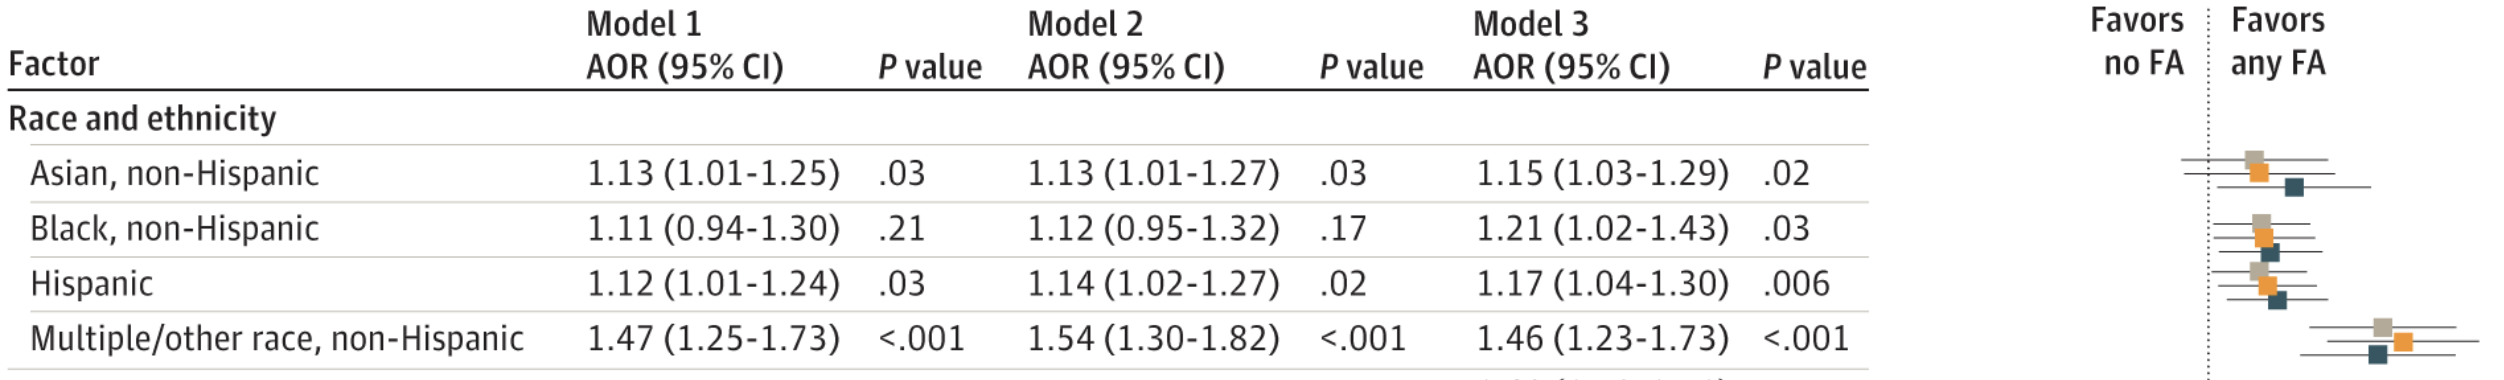 Model 1 Model 2 Model 3 Favors Favors
Factor AOR (95% CI) P value AOR (95% CI) P value AOR (95% CI) P value no FA any FA
Race and ethnicity
Asian, non-Hispanic 1.13 (1.01-1.25) .03 1.13 (1.01-1.27) .03 1.15 (1.03-1.29) .02
Black, non-Hispanic 1.11 (0.94-1.30) .21 1.12 (0.95-1.32) .17 1.21 (1.02-1.43) .03
Hispanic 1.12 (1.01-1.24) .03 1.14 (1.02-1.27) .02 1.17 (1.04-1.30) .006
Multiple/other race, non-Hispanic 1.47 (1.25-1.73) <.001 1.54 (1.30-1.82) <.001 1.46 (1.23-1.73) <.001